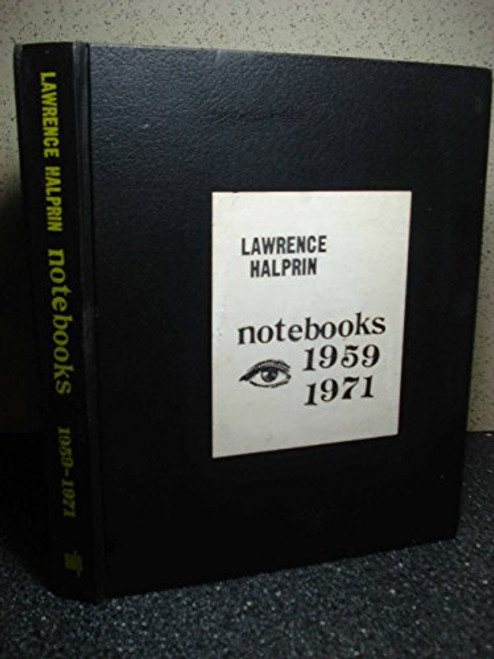 LAWRENCE HALPRIN notebooks 1959-1971
LAWRENCE
HALPRIN
notebooks
1959
1971